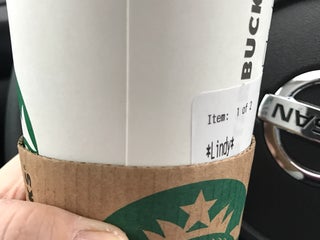 BUCK
Item: 1 of 2
*Lindy*
SAN